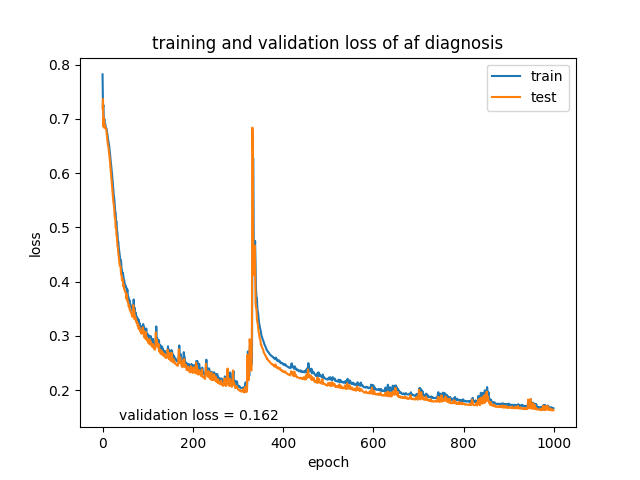 training and validation loss of af diagnosis
train
test
0.8
0.7
0.6
0.5
0.4
0.3
0.2
loss
validation loss = 0.162
0
200
400
600
800
1000
epoch